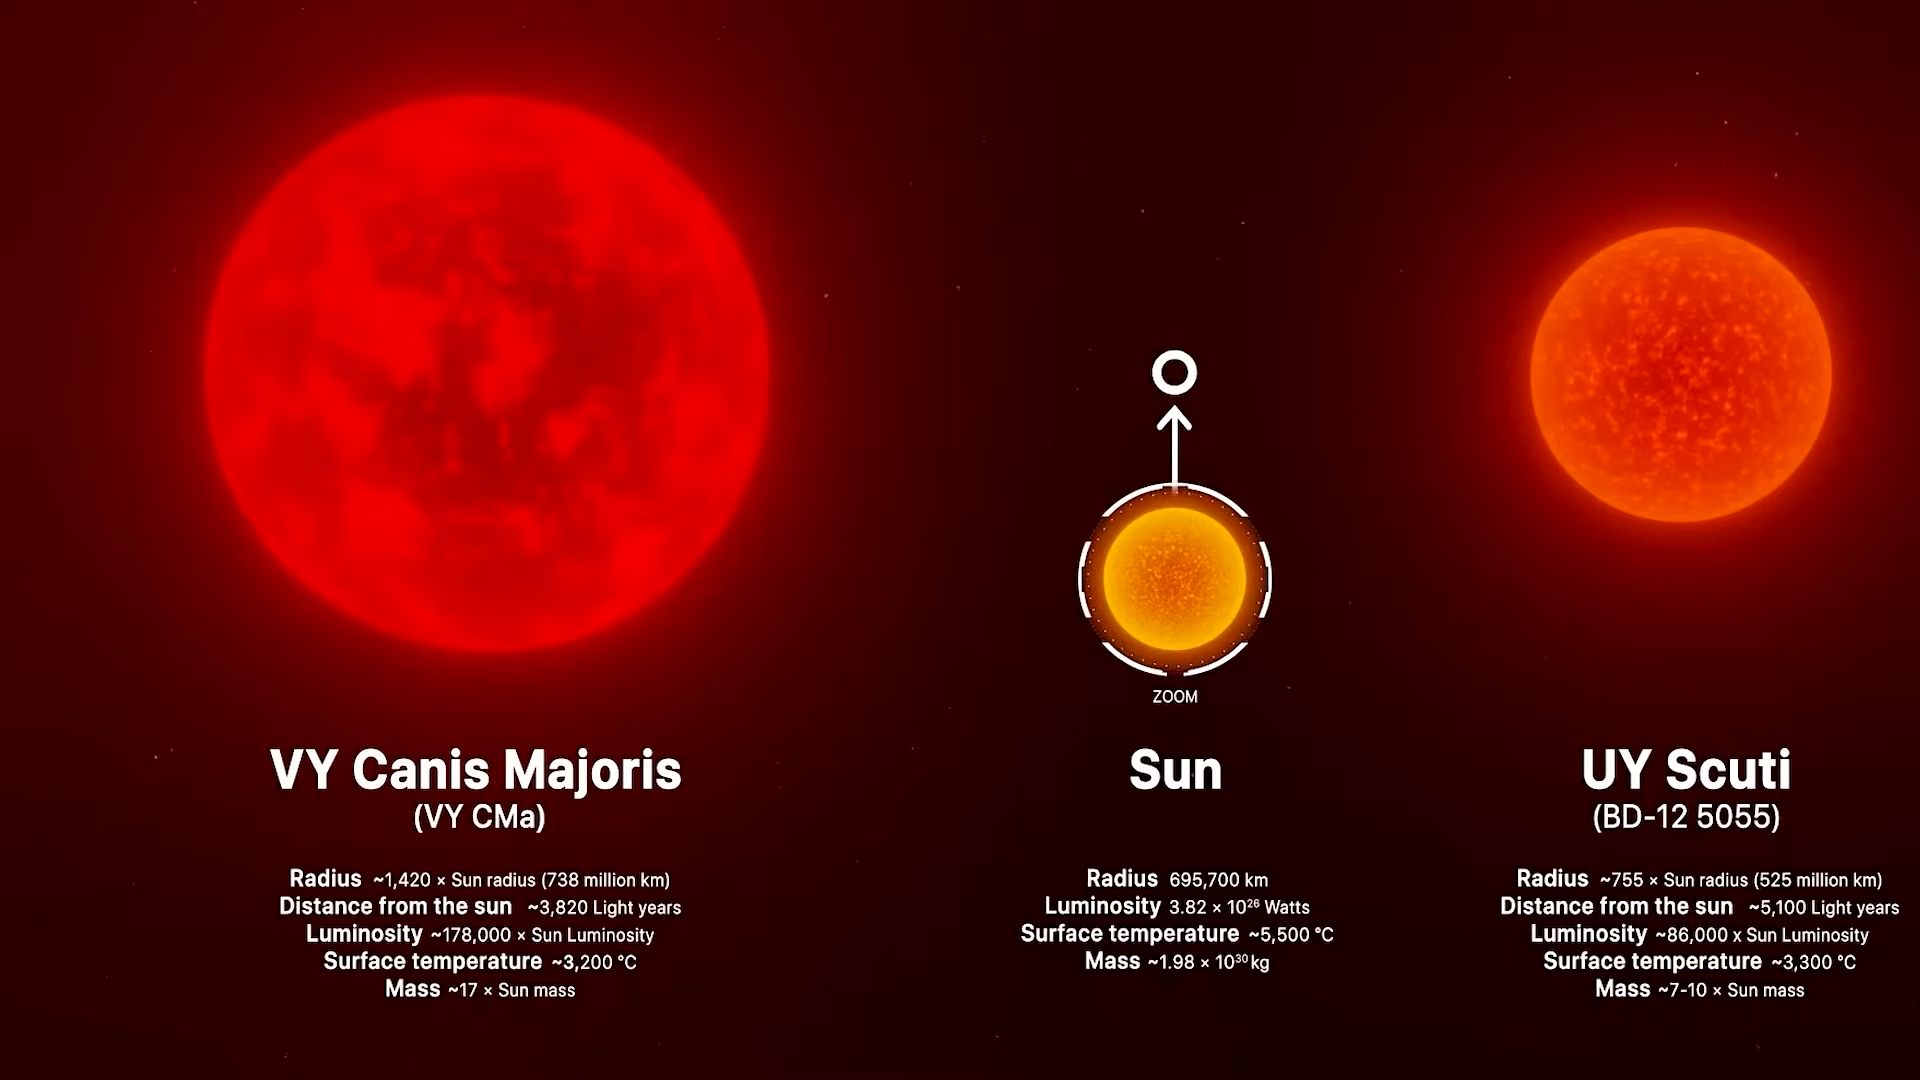 ZOOM
VY Canis Majoris
(VY CMa)
Radius ~1,420 × Sun radius (738 million km)
Distance from the sun ~3,820 Light years
Luminosity ~178,000 × Sun Luminosity
Surface temperature ~3,200 °C
Mass ~17 × Sun mass
Sun
Radius 695,700 km
Luminosity 3.82 × 10²⁶ Watts
Surface temperature ~5,500 °C
Mass ~1.98 × 10³⁰ kg
UY Scuti
(BD-12 5055)
Radius ~755 × Sun radius (525 million km)
Distance from the sun ~5,100 Light years
Luminosity ~86,000 x Sun Luminosity
Surface temperature ~3,300 °C
Mass ~7-10 × Sun mass